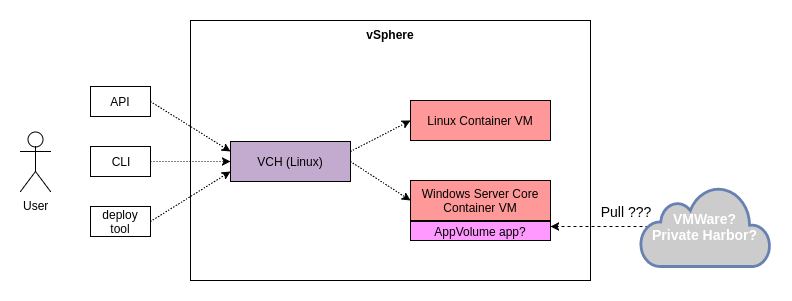 vSphere
API
CLI
deploy
tool
User
VCH (Linux)
Linux Container VM
Windows Server Core
Container VM
AppVolume app?
Pull ???
VMWare?
Private Harbor?